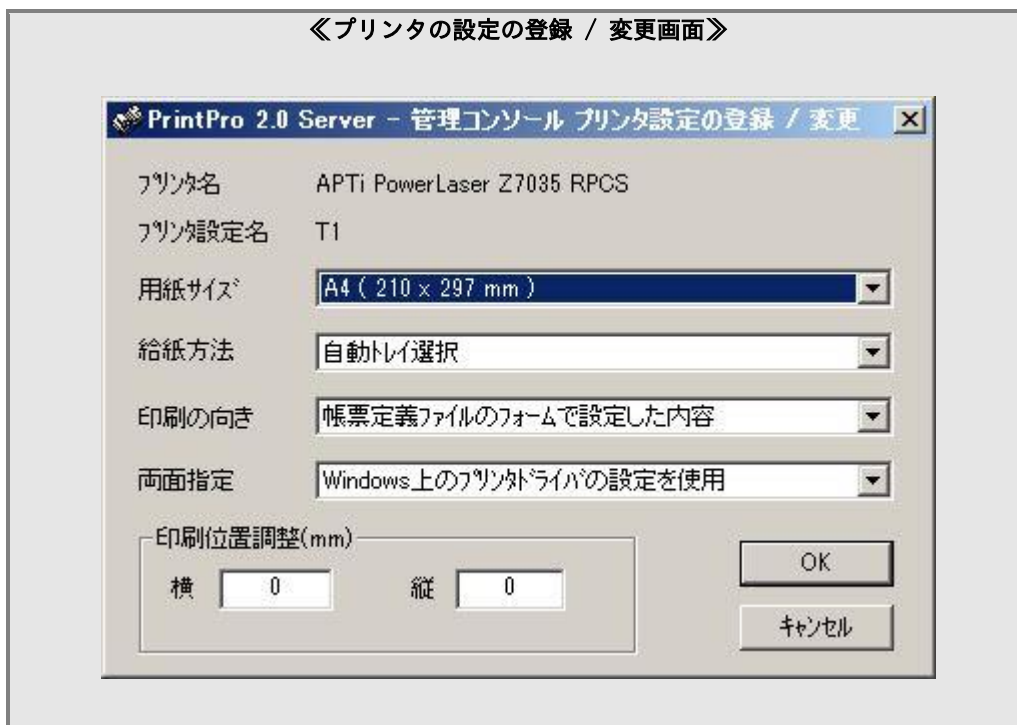 ≪プリンタの設定の登録 / 変更画面≫
PrintPro 2.0 Server - 管理コンソール プリンタ設定の登録 / 変更
ﾌﾟﾘﾝﾀ名 APTi PowerLaser Z7035 RPCS
ﾌﾟﾘﾝﾀ設定名 T1
用紙ｻｲｽﾞ A4 ( 210 x 297 mm )
給紙方法 自動ﾄﾚｲ選択
印刷の向き 帳票定義ﾌｧｲﾙのﾌｫｰﾑで設定した内容
両面指定 Windows上のﾌﾟﾘﾝﾀﾄﾞﾗｲﾊﾞの設定を使用
印刷位置調整(mm)
横 0 縦 0
OK
ｷｬﾝｾﾙ